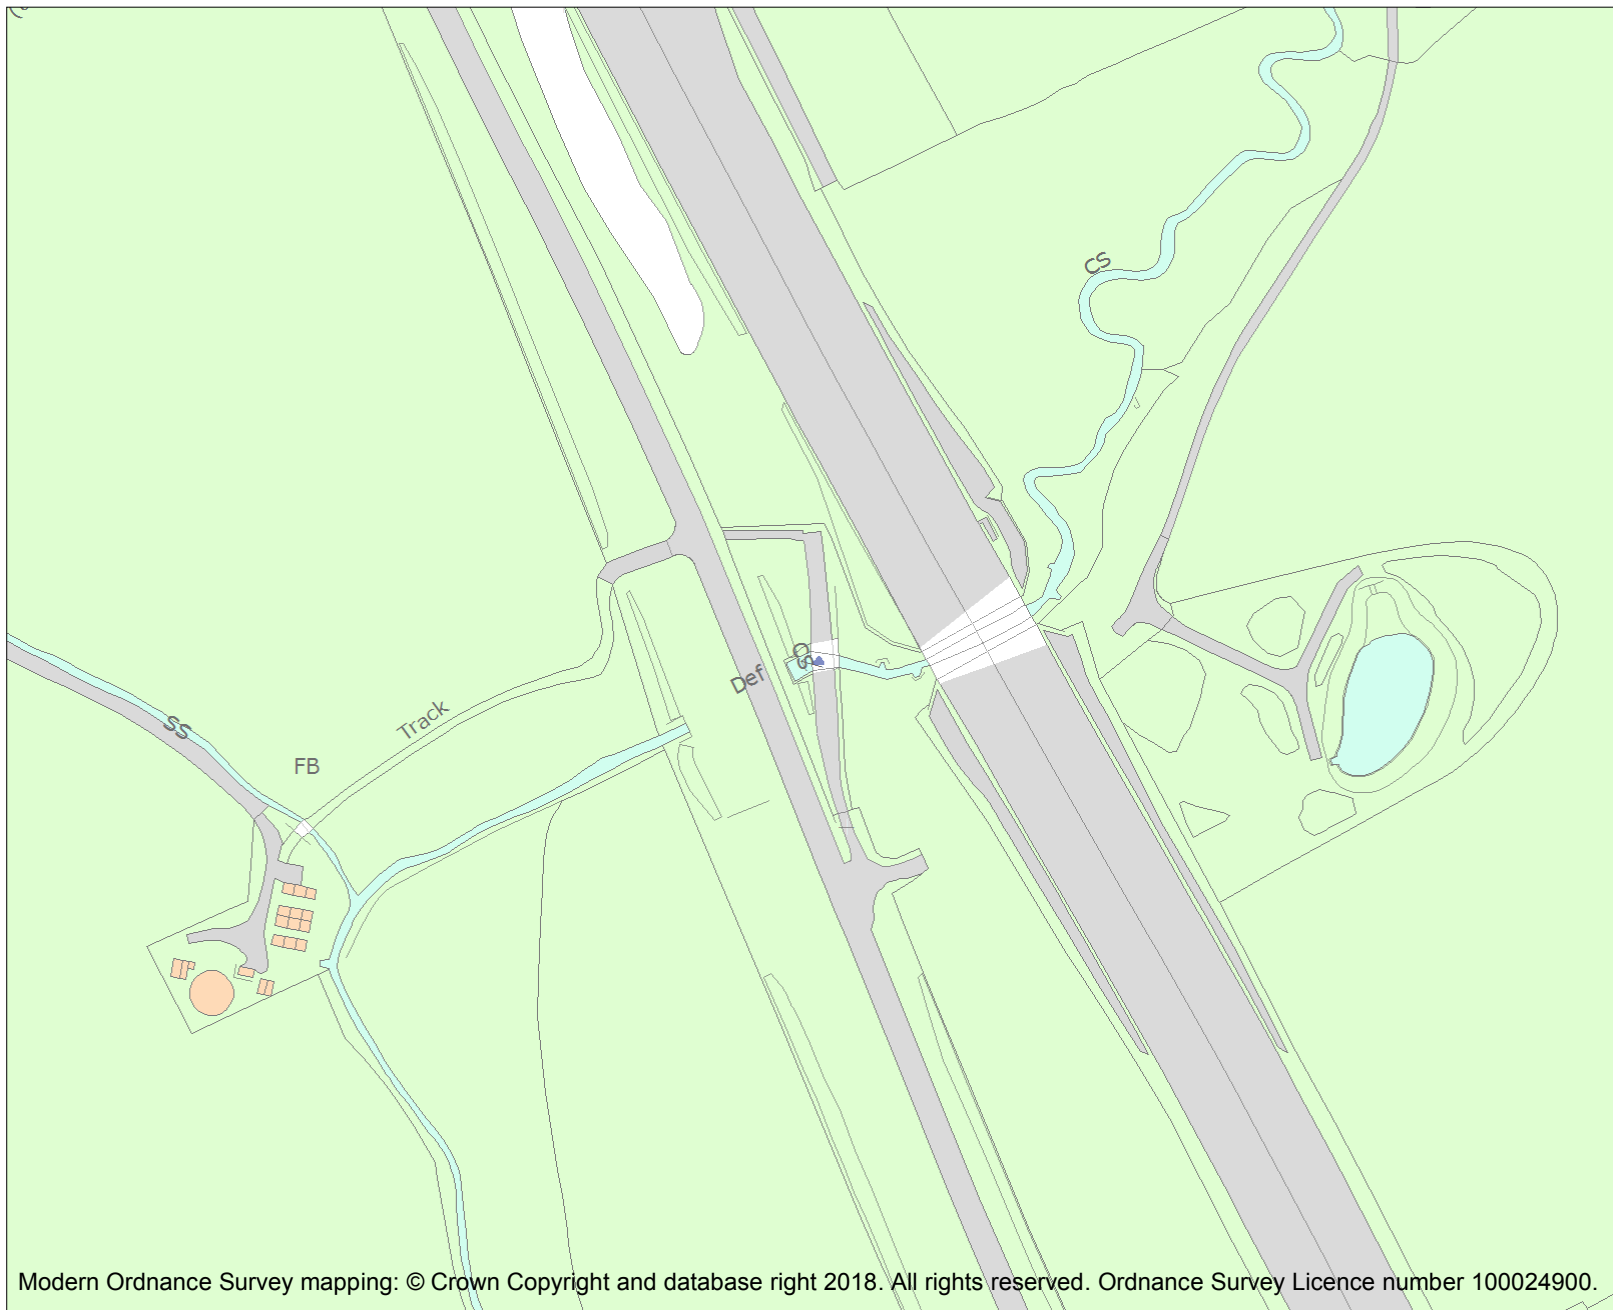 CS
CS
Def
Track
SS
FB
Modern Ordnance Survey mapping: © Crown Copyright and database right 2018. All rights reserved. Ordnance Survey Licence number 100024900.